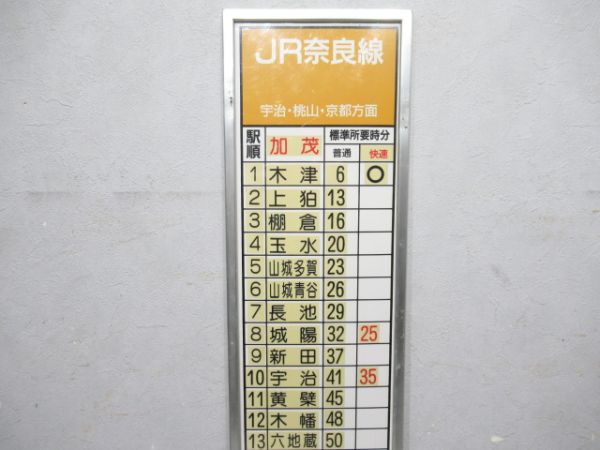 JR奈良線
宇治・桃山・京都方面
駅順 加茂 標準所要時分
普通 快速
1 木津 6 ○
2 上狛 13
3 棚倉 16
4 玉水 20
5 山城多賀 23
6 山城青谷 26
7 長池 29
8 城陽 32 25
9 新田 37
10 宇治 41 35
11 黄檗 45
12 木幡 48
13 六地蔵 50